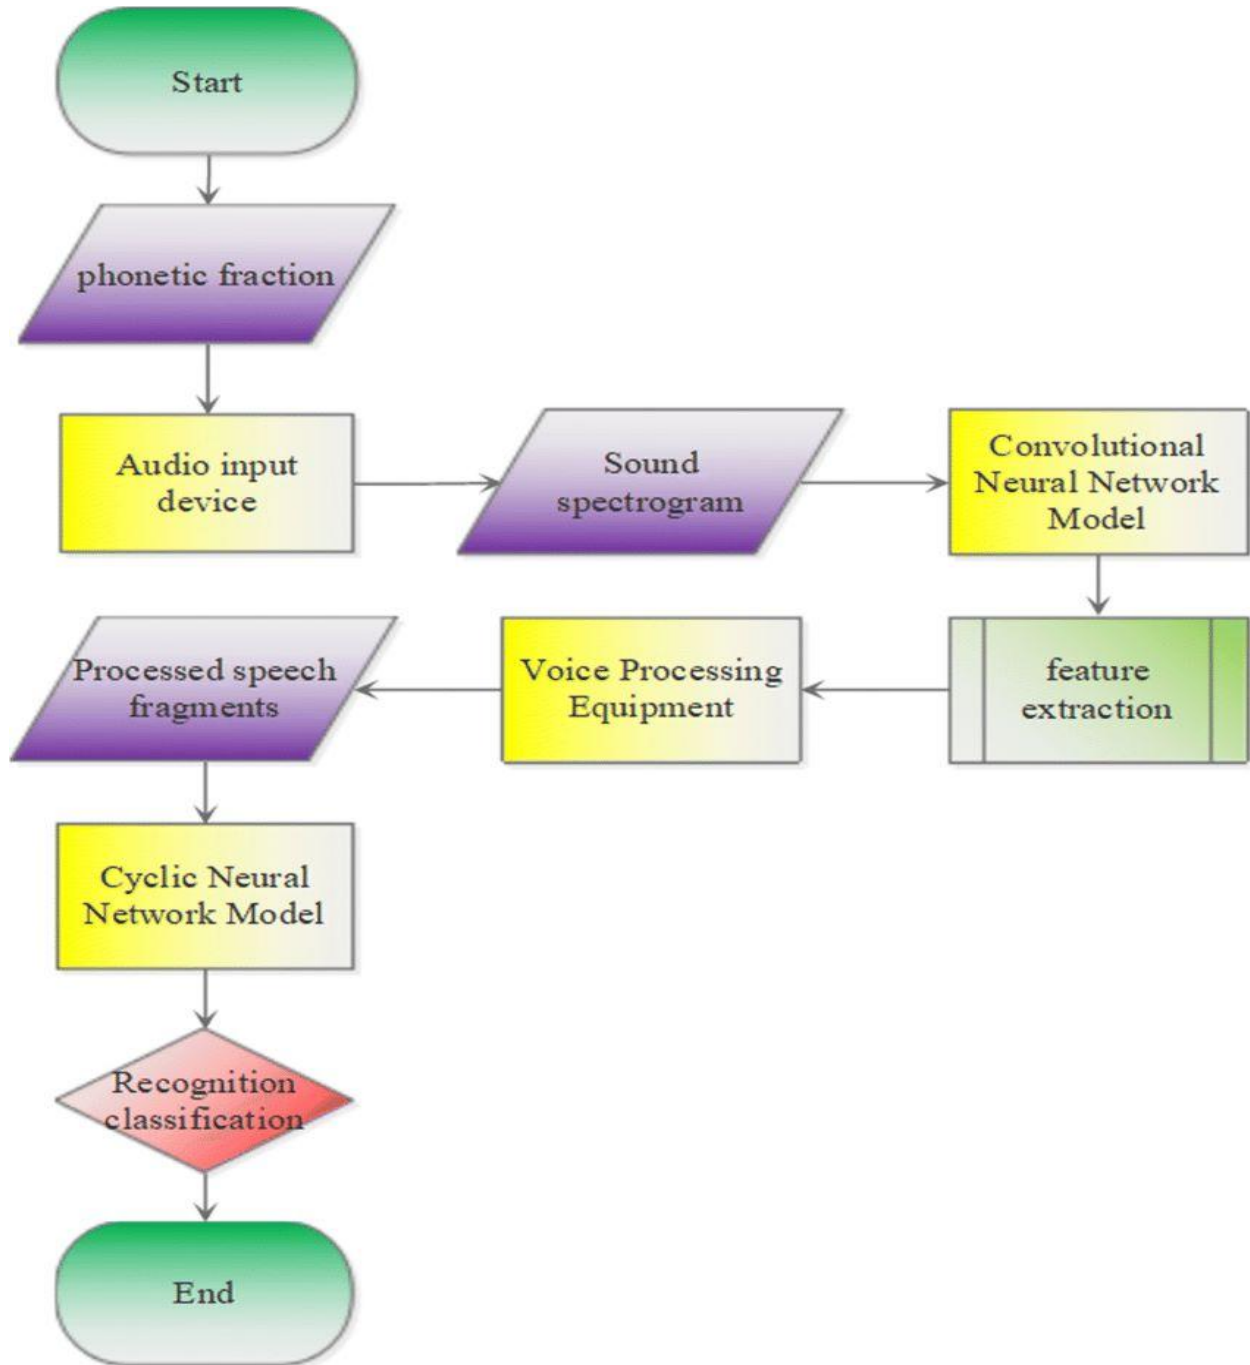 Start
phonetic fraction
Audio input
device
Sound
spectrogram
Convolutional
Neural Network
Model
feature
extraction
Voice Processing
Equipment
Processed speech
fragments
Cyclic Neural
Network Model
Recognition
classification
End